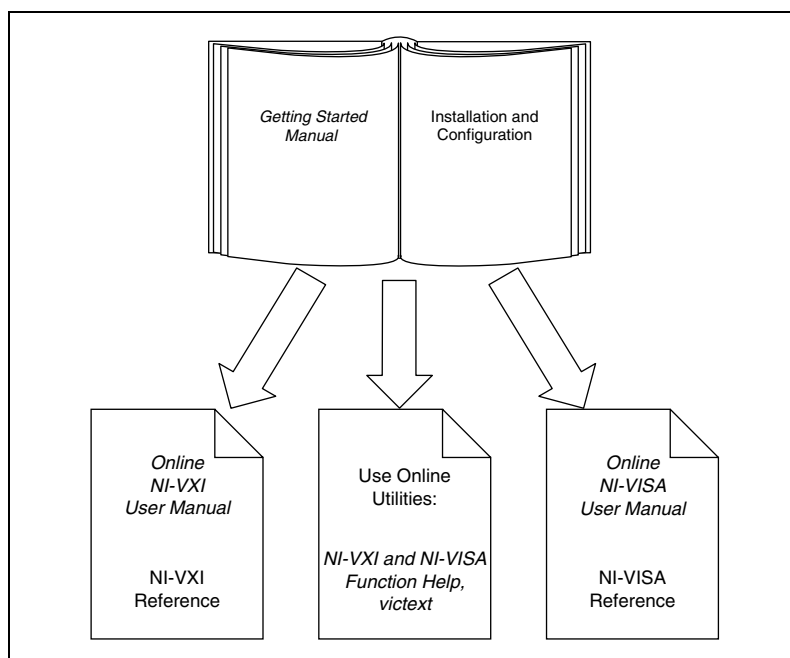 Getting Started
Manual
Installation and
Configuration
Online
NI-VXI
User Manual
NI-VXI
Reference
Use Online
Utilities:
NI-VXI and NI-VISA
Function Help,
victext
Online
NI-VISA
User Manual
NI-VISA
Reference